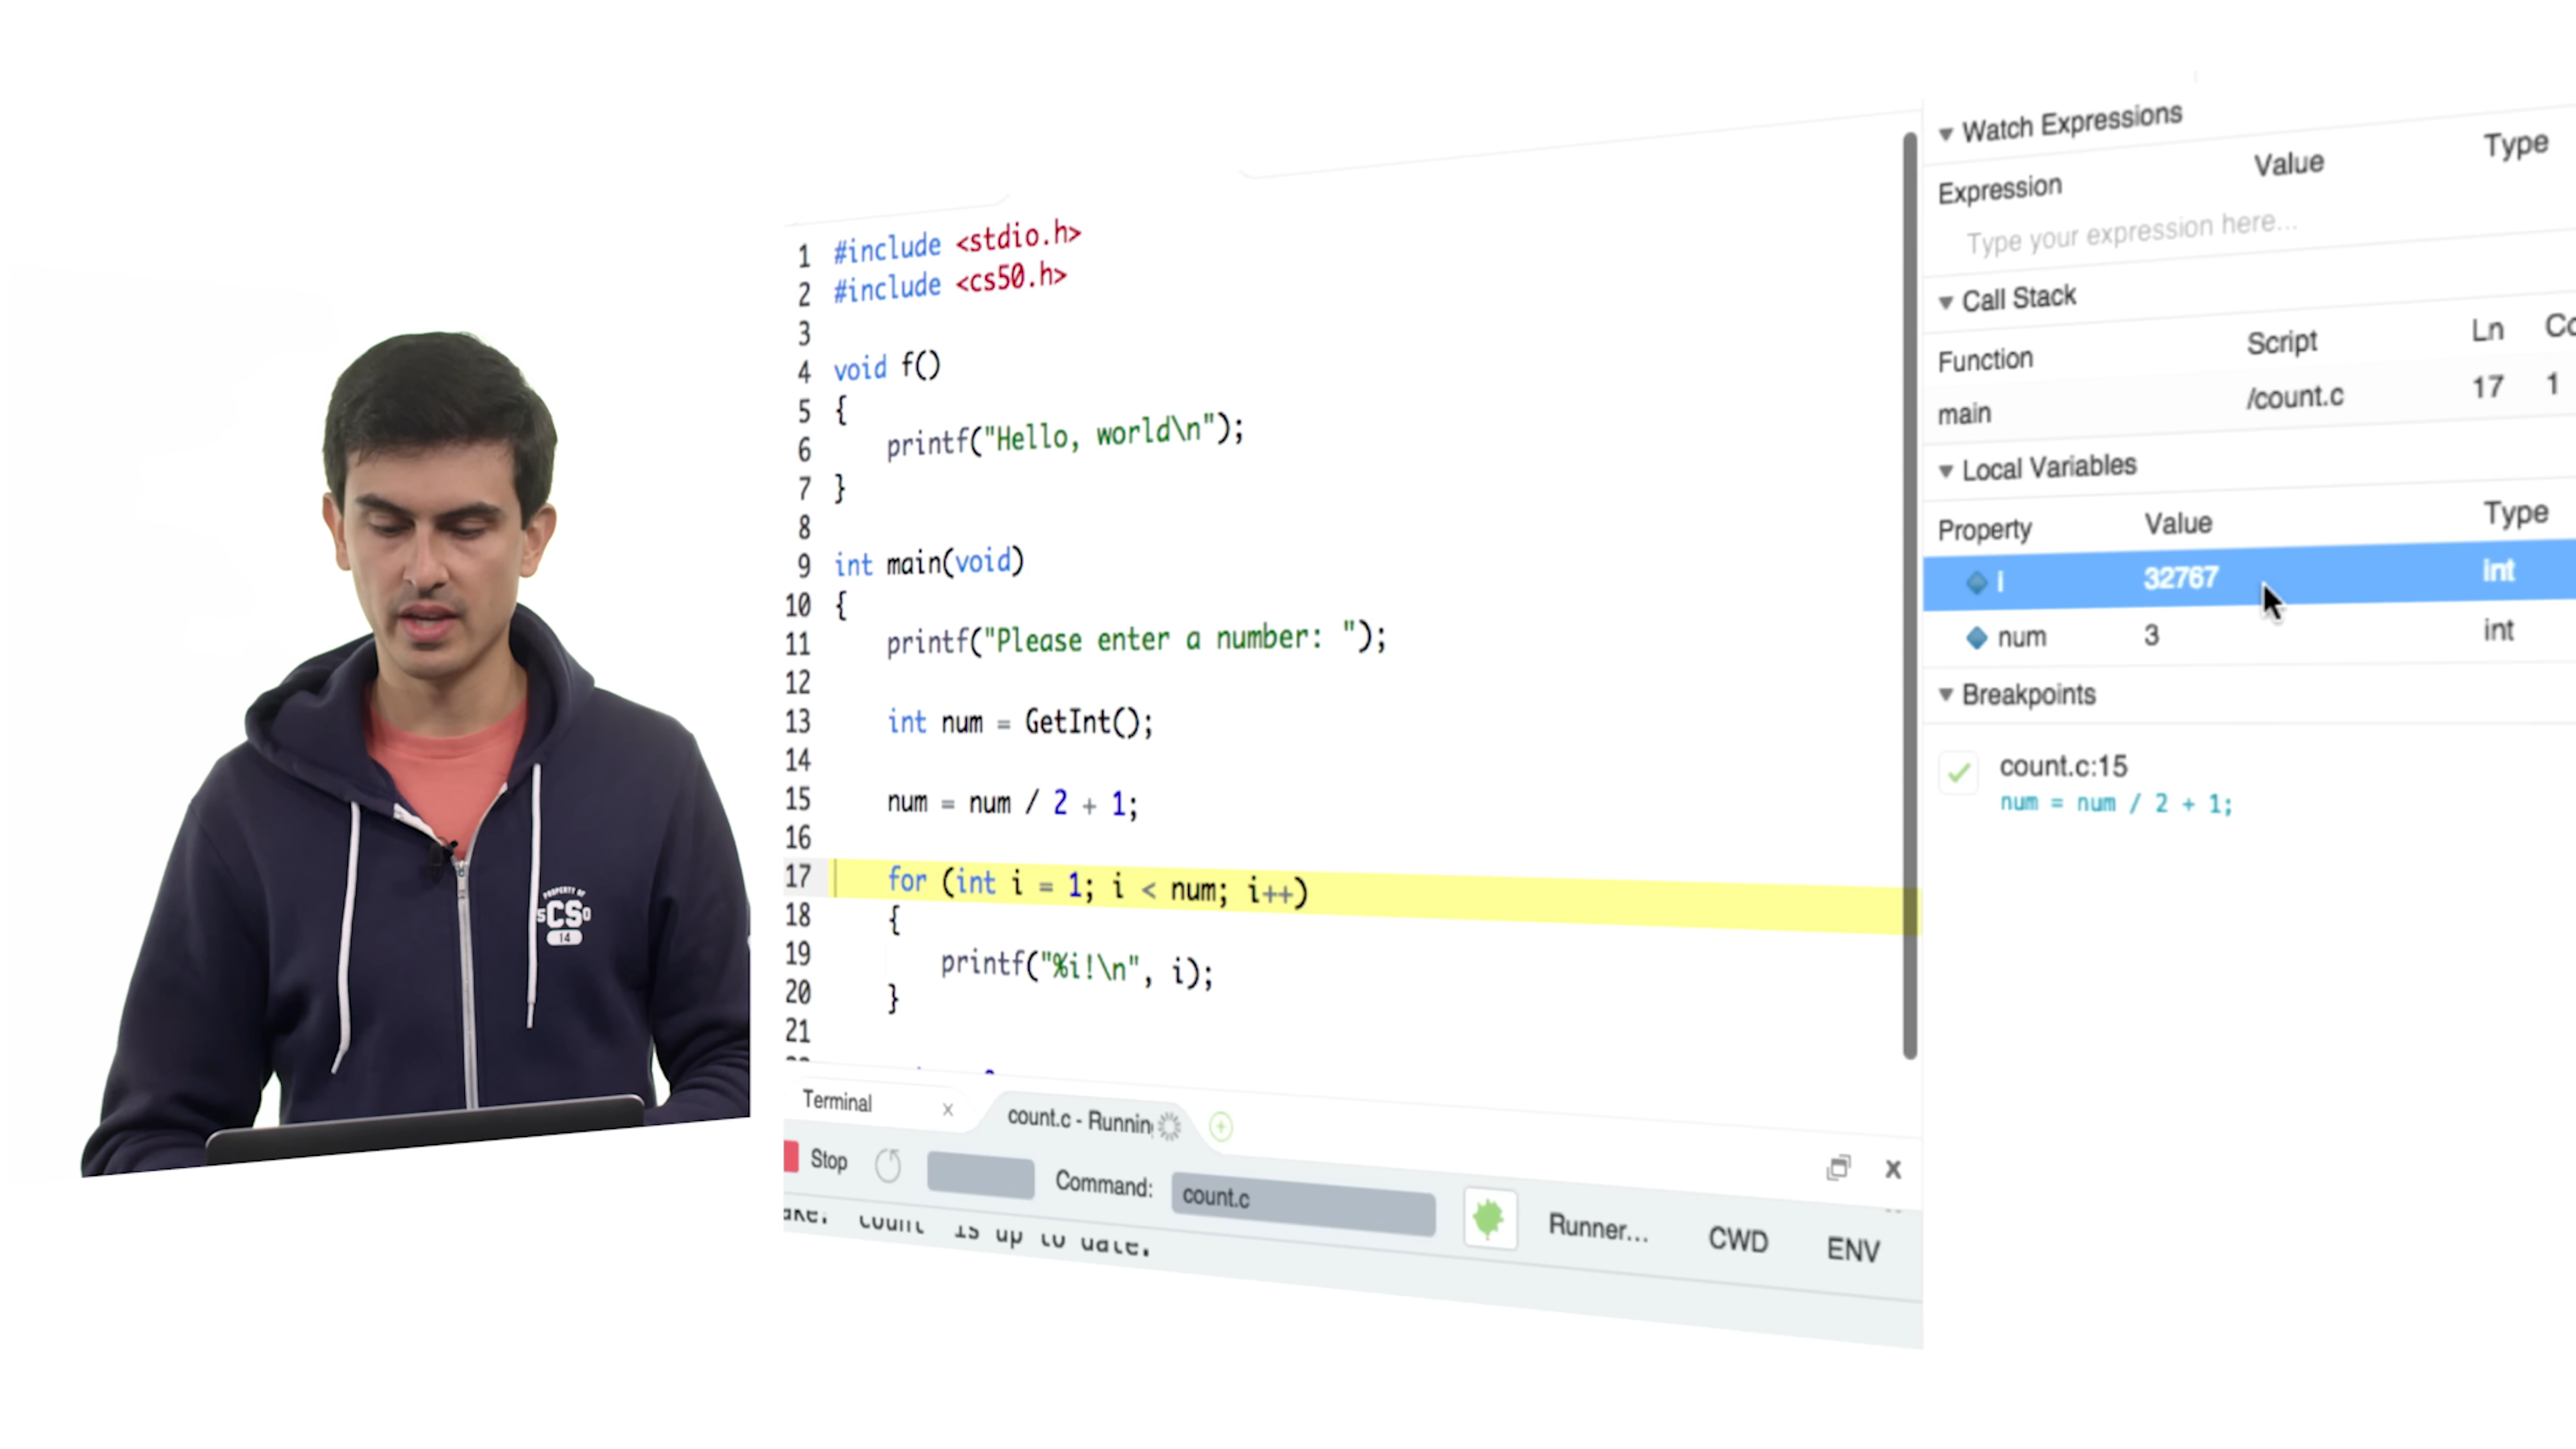 1 #include <stdio.h>
2 #include <cs50.h>
3
4 void f()
5 {
6 printf("Hello, world\n");
7 }
8
9 int main(void)
10 {
11 printf("Please enter a number: ");
12
13 int num = GetInt();
14
15 num = num / 2 + 1;
16
17 for (int i = 1; i < num; i++)
18 {
19 printf("%i!\n", i);
20 }
21
Terminal x count.c - Runnin
Stop Command: count.c Runner... CWD ENV
count is up to date.
Watch Expressions
Expression Value Type
Type your expression here...
Call Stack
Function Script Ln
main /count.c 17 1
Local Variables
Property Value Type
i 32767 int
num 3 int
Breakpoints
count.c:15
num = num / 2 + 1;
PROPERTY OF
CS50
14